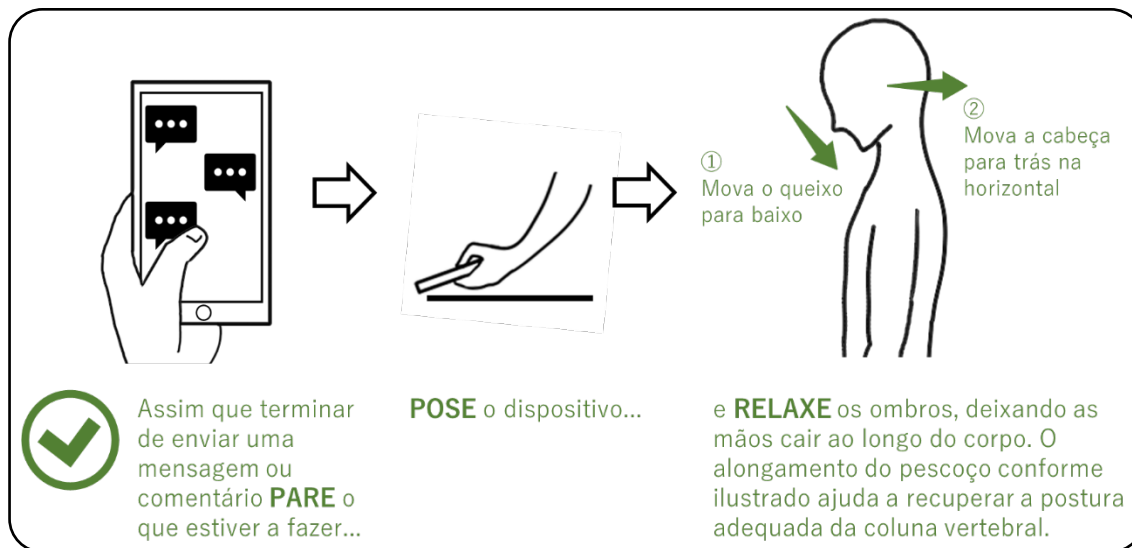 ①
Mova o queixo
para baixo
②
Mova a cabeça
para trás na
horizontal
Assim que terminar
de enviar uma
mensagem ou
comentário PARE o
que estiver a fazer...
POSE o dispositivo...
e RELAXE os ombros, deixando as
mãos cair ao longo do corpo. O
alongamento do pescoço conforme
ilustrado ajuda a recuperar a postura
adequada da coluna vertebral.